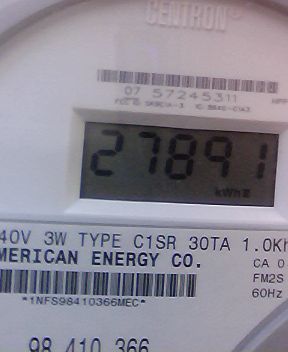 CENTRON®
07 57245311
27891
kWh
40V 3W TYPE C1SR 30TA 1.0Kh
MERICAN ENERGY CO.
CA 0
FM2S
60Hz
*1NFS98410366MEC*
98 410 366